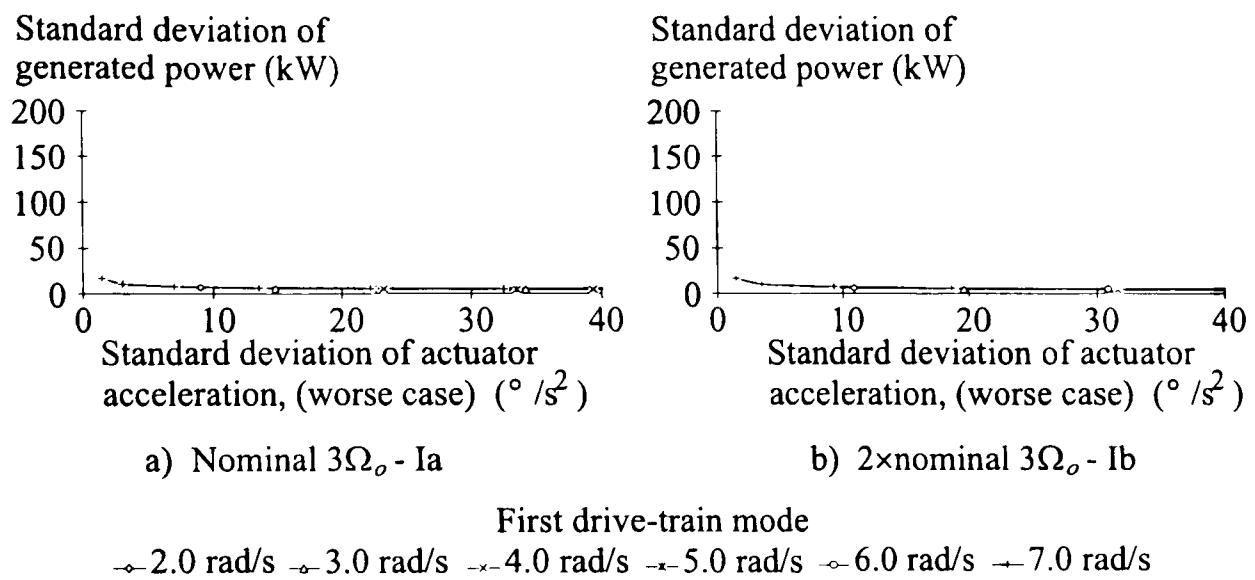 Standard deviation of
generated power (kW)
200
150
100
50
0
0 10 20 30 40
Standard deviation of actuator
acceleration, (worse case) (° /s²)
a) Nominal 3Ωₒ - Ia
Standard deviation of
generated power (kW)
200
150
100
50
0
0 10 20 30 40
Standard deviation of actuator
acceleration, (worse case) (° /s²)
b) 2×nominal 3Ωₒ - Ib
First drive-train mode
2.0 rad/s 3.0 rad/s 4.0 rad/s 5.0 rad/s 6.0 rad/s 7.0 rad/s